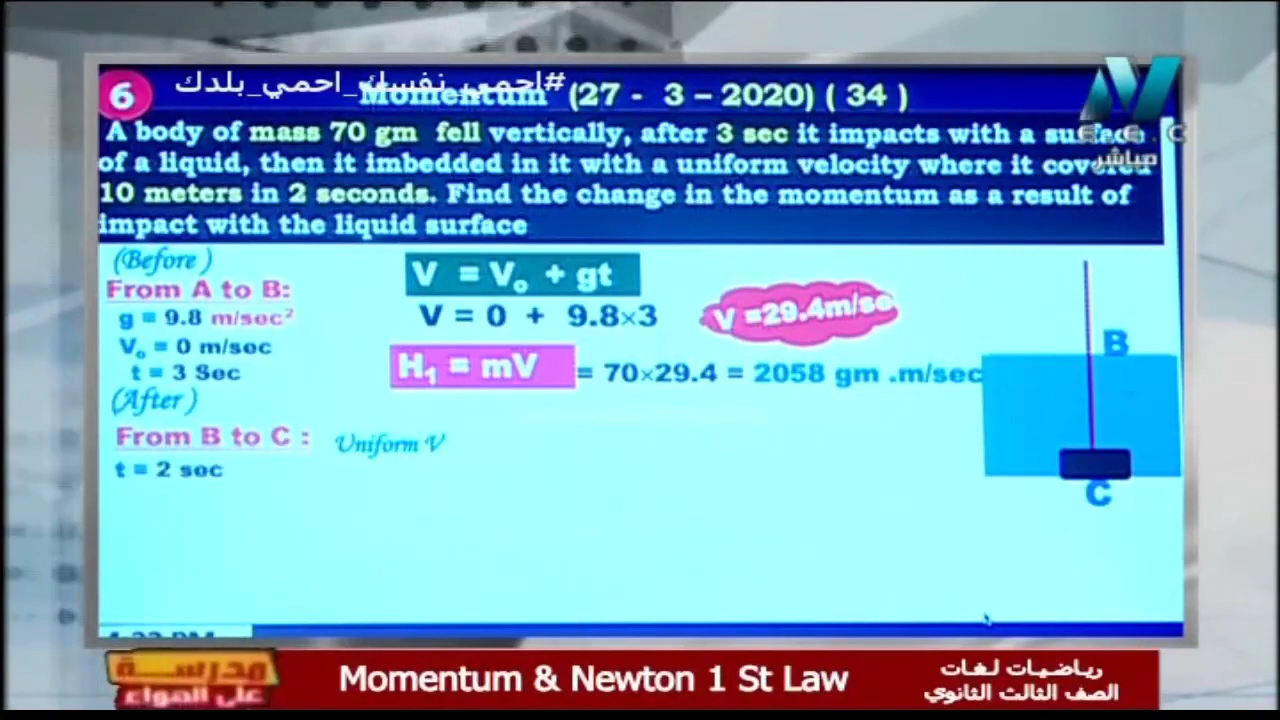 #احمي_نفسك_احمي_بلدك
6
Momentum (27 - 3 – 2020) ( 34 )
A body of mass 70 gm fell vertically, after 3 sec it impacts with a surface
of a liquid, then it imbedded in it with a uniform velocity where it covered
10 meters in 2 seconds. Find the change in the momentum as a result of
impact with the liquid surface
مباشر
(Before )
From A to B:
g = 9.8 m/sec²
V₀ = 0 m/sec
t = 3 Sec
V = V₀ + gt
V = 0 + 9.8×3
V =29.4m/se
H₁ = mV = 70×29.4 = 2058 gm .m/sec
(After )
From B to C :
Uniform V
t = 2 sec
B
C
مدرسة
على الهواء
Momentum & Newton 1 St Law
رياضيات لغات
الصف الثالث الثانوي